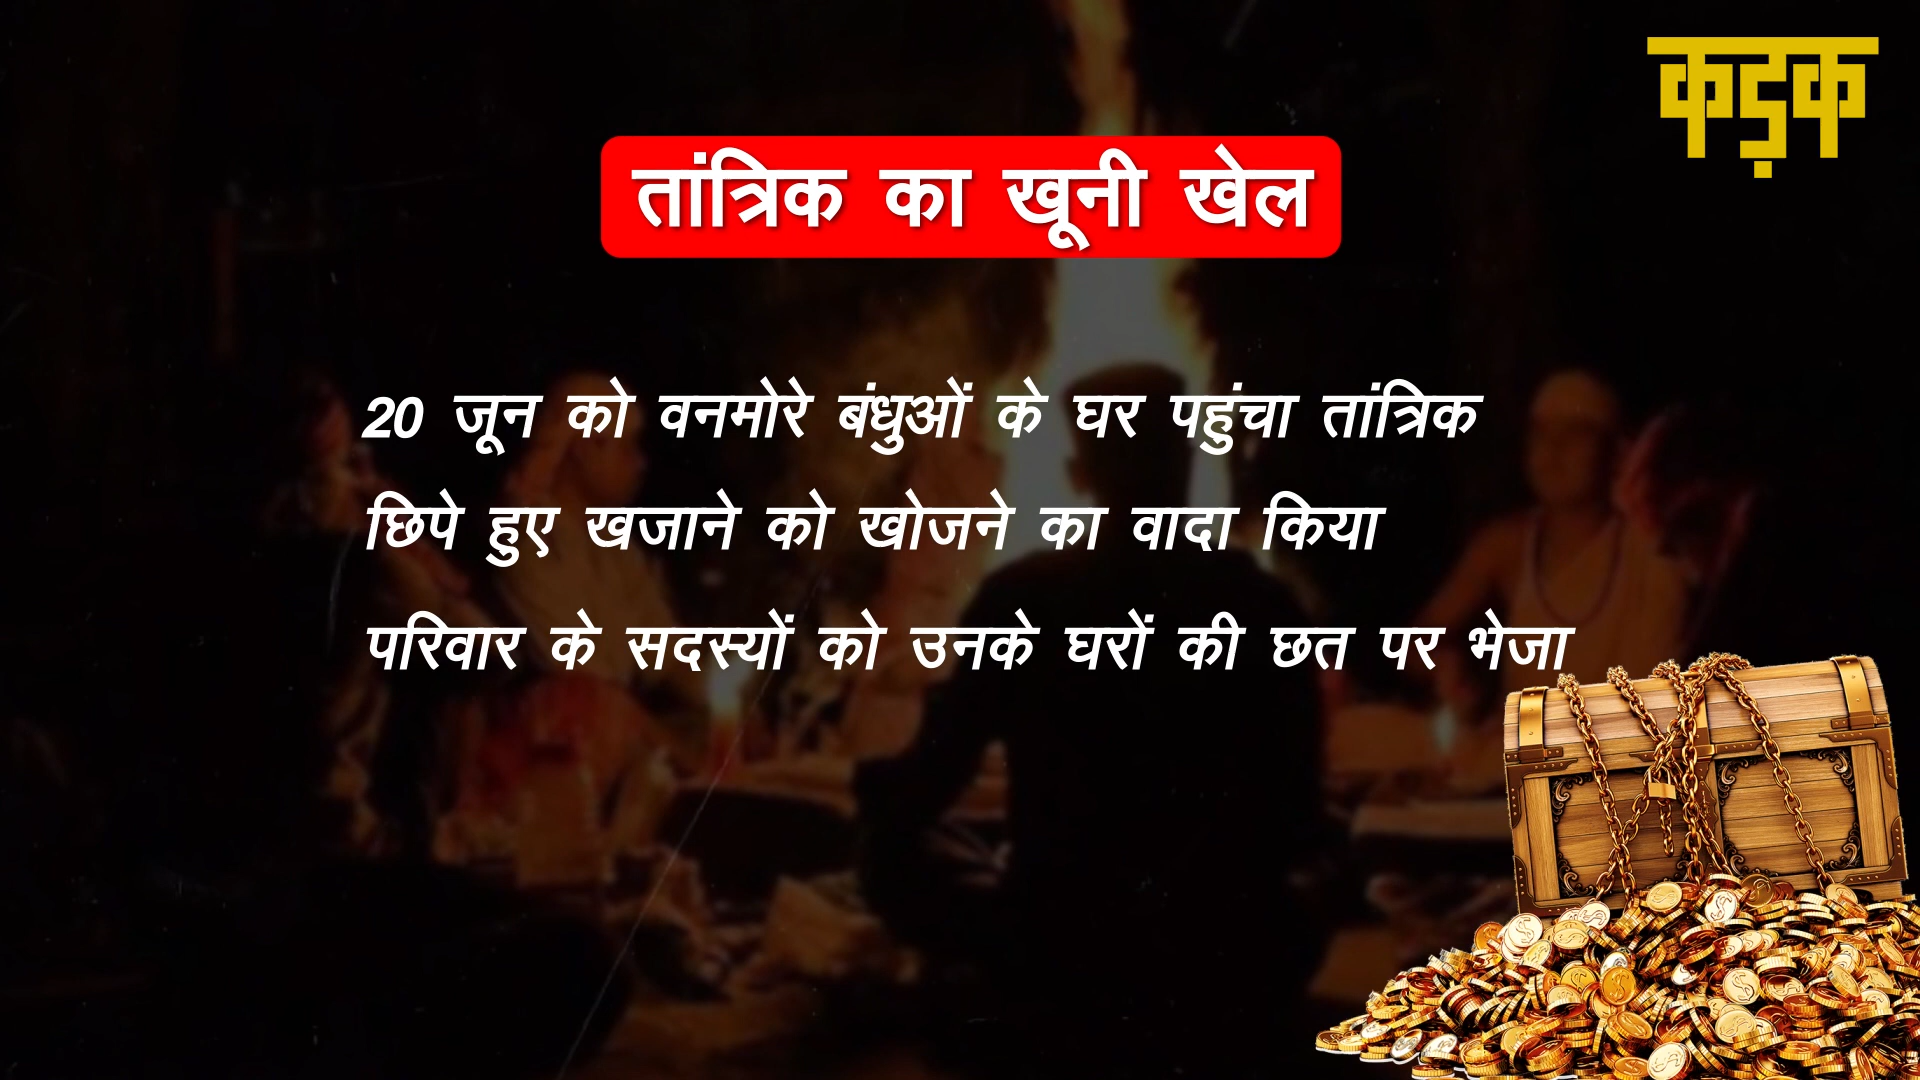 कड़क
तांत्रिक का खूनी खेल
20 जून को वनमोरे बंधुओं के घर पहुंचा तांत्रिक
छिपे हुए खजाने को खोजने का वादा किया
परिवार के सदस्यों को उनके घरों की छत पर भेजा